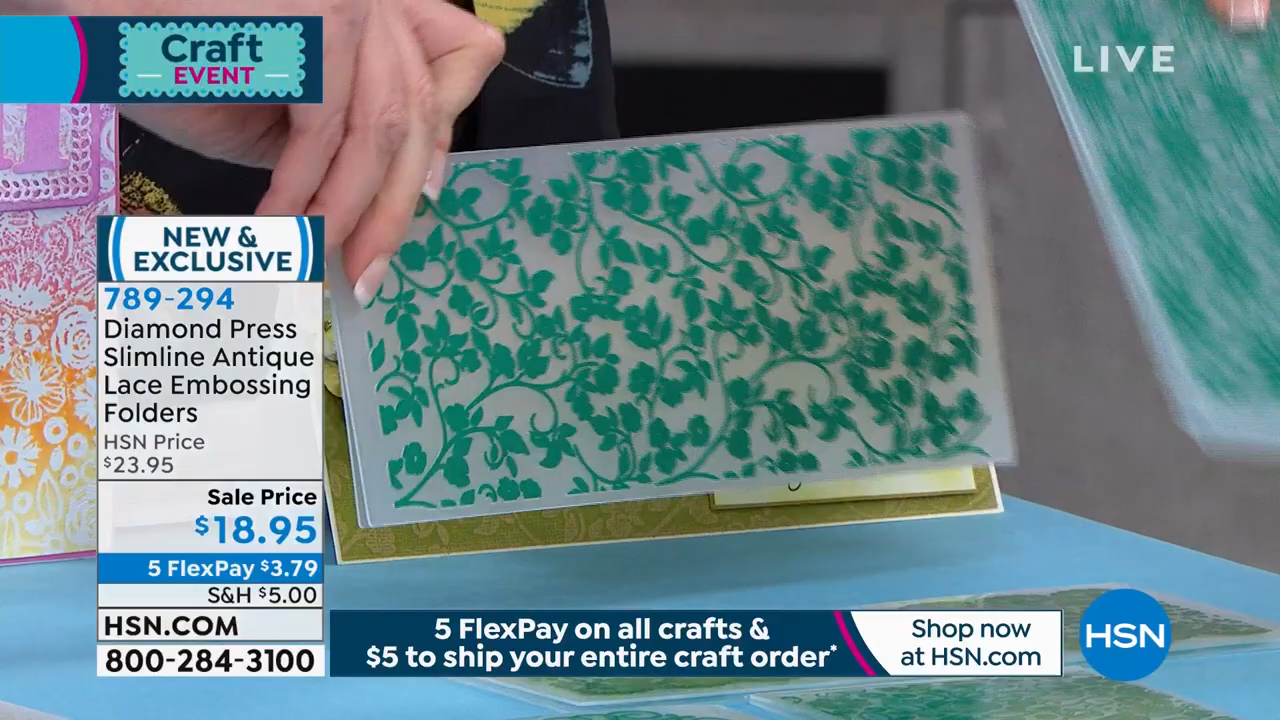 Craft
EVENT
LIVE
NEW &
EXCLUSIVE
789-294
Diamond Press
Slimline Antique
Lace Embossing
Folders
HSN Price
$23.95
Sale Price
$18.95
5 FlexPay $3.79
S&H $5.00
HSN.COM
800-284-3100
5 FlexPay on all crafts &
$5 to ship your entire craft order*
Shop now
at HSN.com
HSN